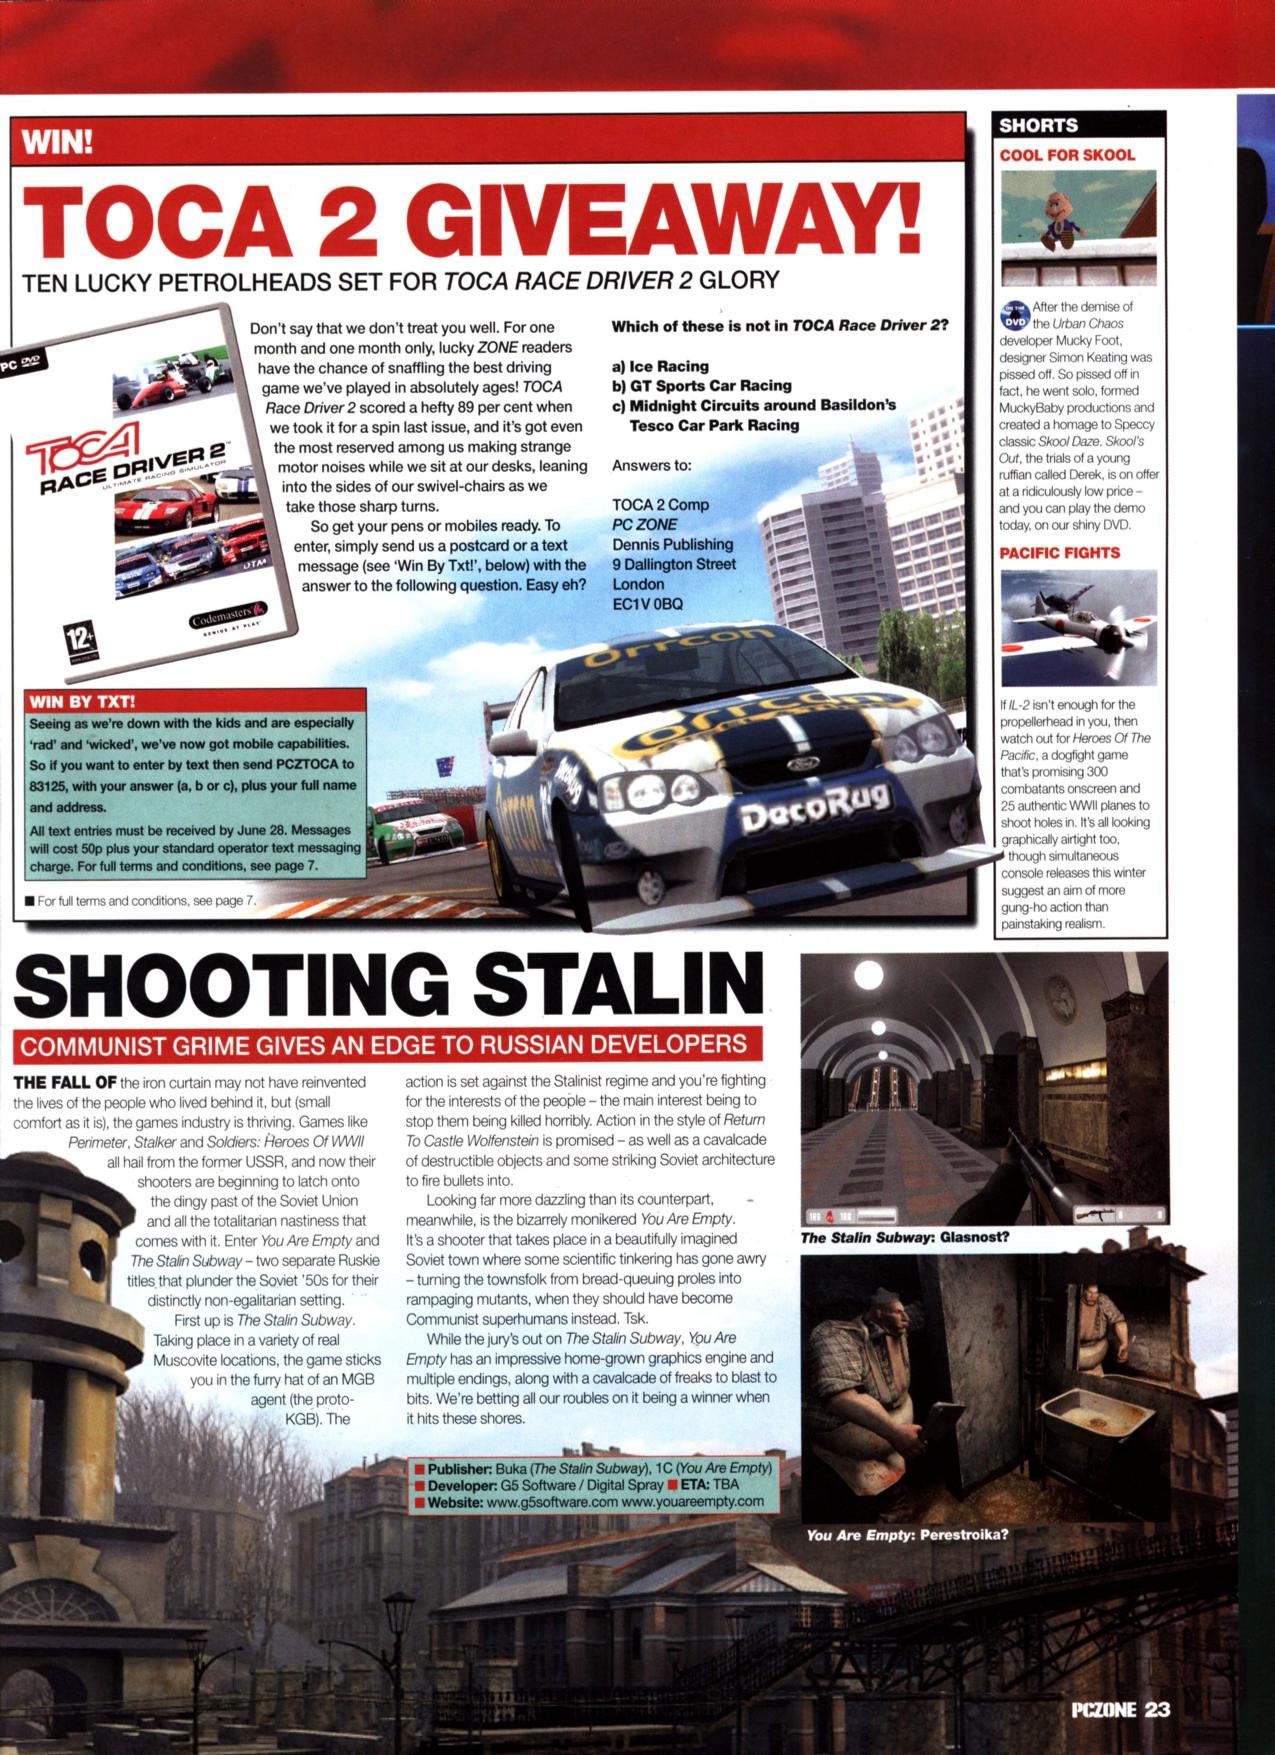 WIN!
TOCA 2 GIVEAWAY!
TEN LUCKY PETROLHEADS SET FOR TOCA RACE DRIVER 2 GLORY
PC DVD
TOCA
RACE DRIVER 2™
ULTIMATE RACING SIMULATOR
DTM
Codemasters
GENIUS AT PLAY
12+
Don't say that we don't treat you well. For one
month and one month only, lucky ZONE readers
have the chance of snaffling the best driving
game we've played in absolutely ages! TOCA
Race Driver 2 scored a hefty 89 per cent when
we took it for a spin last issue, and it's got even
the most reserved among us making strange
motor noises while we sit at our desks, leaning
into the sides of our swivel-chairs as we
take those sharp turns.
So get your pens or mobiles ready. To
enter, simply send us a postcard or a text
message (see 'Win By Txt!', below) with the
answer to the following question. Easy eh?
Which of these is not in TOCA Race Driver 2?
a) Ice Racing
b) GT Sports Car Racing
c) Midnight Circuits around Basildon's
Tesco Car Park Racing
Answers to:
TOCA 2 Comp
PC ZONE
Dennis Publishing
9 Dallington Street
London
EC1V 0BQ
Orrcon
Orrcon
Ford
DecoRug
DecoRug
Orrcon
WIN BY TXT!
Seeing as we're down with the kids and are especially
'rad' and 'wicked', we've now got mobile capabilities.
So if you want to enter by text then send PCZTOCA to
83125, with your answer (a, b or c), plus your full name
and address.
All text entries must be received by June 28. Messages
will cost 50p plus your standard operator text messaging
charge. For full terms and conditions, see page 7.
■ For full terms and conditions, see page 7.
SHORTS
COOL FOR SKOOL
ON THE DVD After the demise of
the Urban Chaos
developer Mucky Foot,
designer Simon Keating was
pissed off. So pissed off in
fact, he went solo, formed
MuckyBaby productions and
created a homage to Speccy
classic Skool Daze. Skool's
Out, the trials of a young
ruffian called Derek, is on offer
at a ridiculously low price –
and you can play the demo
today, on our shiny DVD.
PACIFIC FIGHTS
If IL-2 isn't enough for the
propellerhead in you, then
watch out for Heroes Of The
Pacific, a dogfight game
that's promising 300
combatants onscreen and
25 authentic WWII planes to
shoot holes in. It's all looking
graphically airtight too,
though simultaneous
console releases this winter
suggest an aim of more
gung-ho action than
painstaking realism.
SHOOTING STALIN
COMMUNIST GRIME GIVES AN EDGE TO RUSSIAN DEVELOPERS
THE FALL OF the iron curtain may not have reinvented
the lives of the people who lived behind it, but (small
comfort as it is), the games industry is thriving. Games like
Perimeter, Stalker and Soldiers: Heroes Of WWII
all hail from the former USSR, and now their
shooters are beginning to latch onto
the dingy past of the Soviet Union
and all the totalitarian nastiness that
comes with it. Enter You Are Empty and
The Stalin Subway – two separate Ruskie
titles that plunder the Soviet '50s for their
distinctly non-egalitarian setting.
First up is The Stalin Subway.
Taking place in a variety of real
Muscovite locations, the game sticks
you in the furry hat of an MGB
agent (the proto-
KGB). The
action is set against the Stalinist regime and you're fighting
for the interests of the people – the main interest being to
stop them being killed horribly. Action in the style of Return
To Castle Wolfenstein is promised – as well as a cavalcade
of destructible objects and some striking Soviet architecture
to fire bullets into.
Looking far more dazzling than its counterpart,
meanwhile, is the bizarrely monikered You Are Empty.
It's a shooter that takes place in a beautifully imagined
Soviet town where some scientific tinkering has gone awry
– turning the townsfolk from bread-queuing proles into
rampaging mutants, when they should have become
Communist superhumans instead. Tsk.
While the jury's out on The Stalin Subway, You Are
Empty has an impressive home-grown graphics engine and
multiple endings, along with a cavalcade of freaks to blast to
bits. We're betting all our roubles on it being a winner when
it hits these shores.
■ Publisher: Buka (The Stalin Subway), 1C (You Are Empty)
■ Developer: G5 Software / Digital Spray ■ ETA: TBA
■ Website: www.g5software.com www.youareempty.com
The Stalin Subway: Glasnost?
You Are Empty: Perestroika?
PCZONE 23